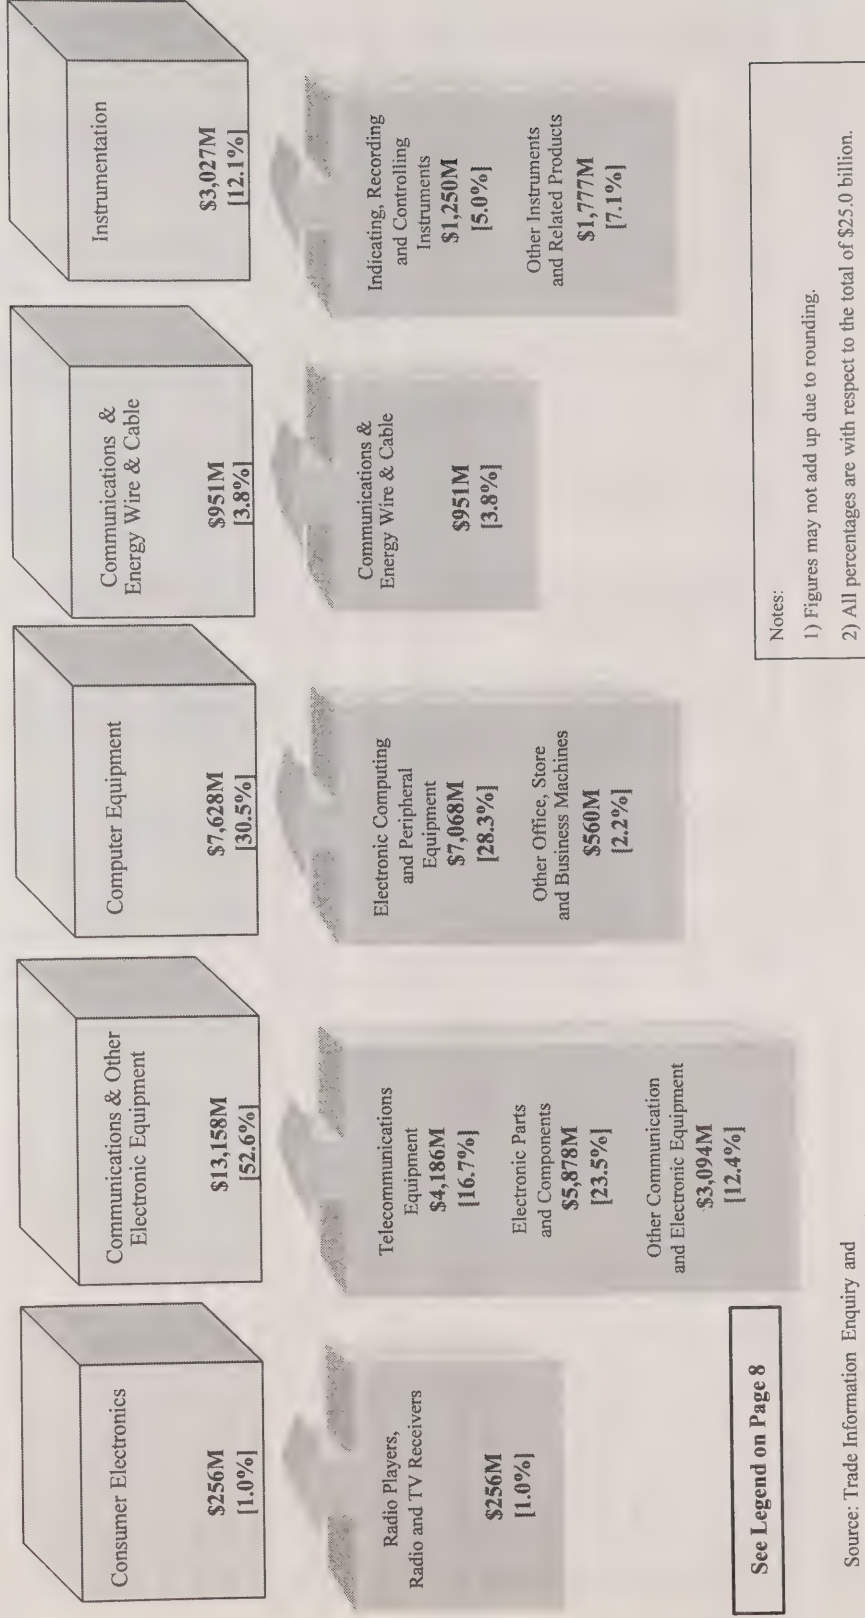 Consumer Electronics
$256M
[1.0%]
Communications & Other
Electronic Equipment
$13,158M
[52.6%]
Computer Equipment
$7,628M
[30.5%]
Communications &
Energy Wire & Cable
$951M
[3.8%]
Instrumentation
$3,027M
[12.1%]
Radio Players,
Radio and TV Receivers
$256M
[1.0%]
Telecommunications
Equipment
$4,186M
[16.7%]
Electronic Parts
and Components
$5,878M
[23.5%]
Other Communication
and Electronic Equipment
$3,094M
[12.4%]
Electronic Computing
and Peripheral
Equipment
$7,068M
[28.3%]
Other Office, Store
and Business Machines
$560M
[2.2%]
Communications &
Energy Wire & Cable
$951M
[3.8%]
Indicating, Recording
and Controlling
Instruments
$1,250M
[5.0%]
Other Instruments
and Related Products
$1,777M
[7.1%]
See Legend on Page 8
Notes:
1) Figures may not add up due to rounding.
2) All percentages are with respect to the total of $25.0 billion.
Source: Trade Information Enquiry and